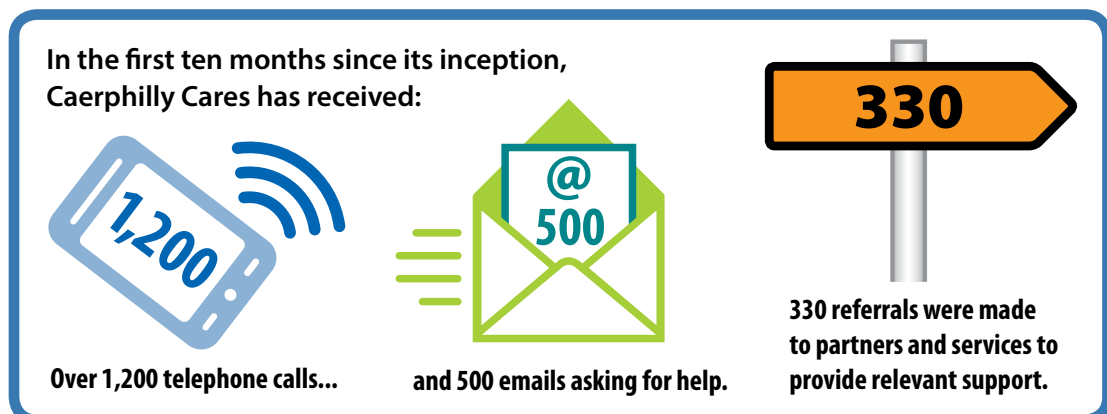 In the first ten months since its inception,
Caerphilly Cares has received:
1,200
Over 1,200 telephone calls...
@
500
and 500 emails asking for help.
330
330 referrals were made
to partners and services to
provide relevant support.